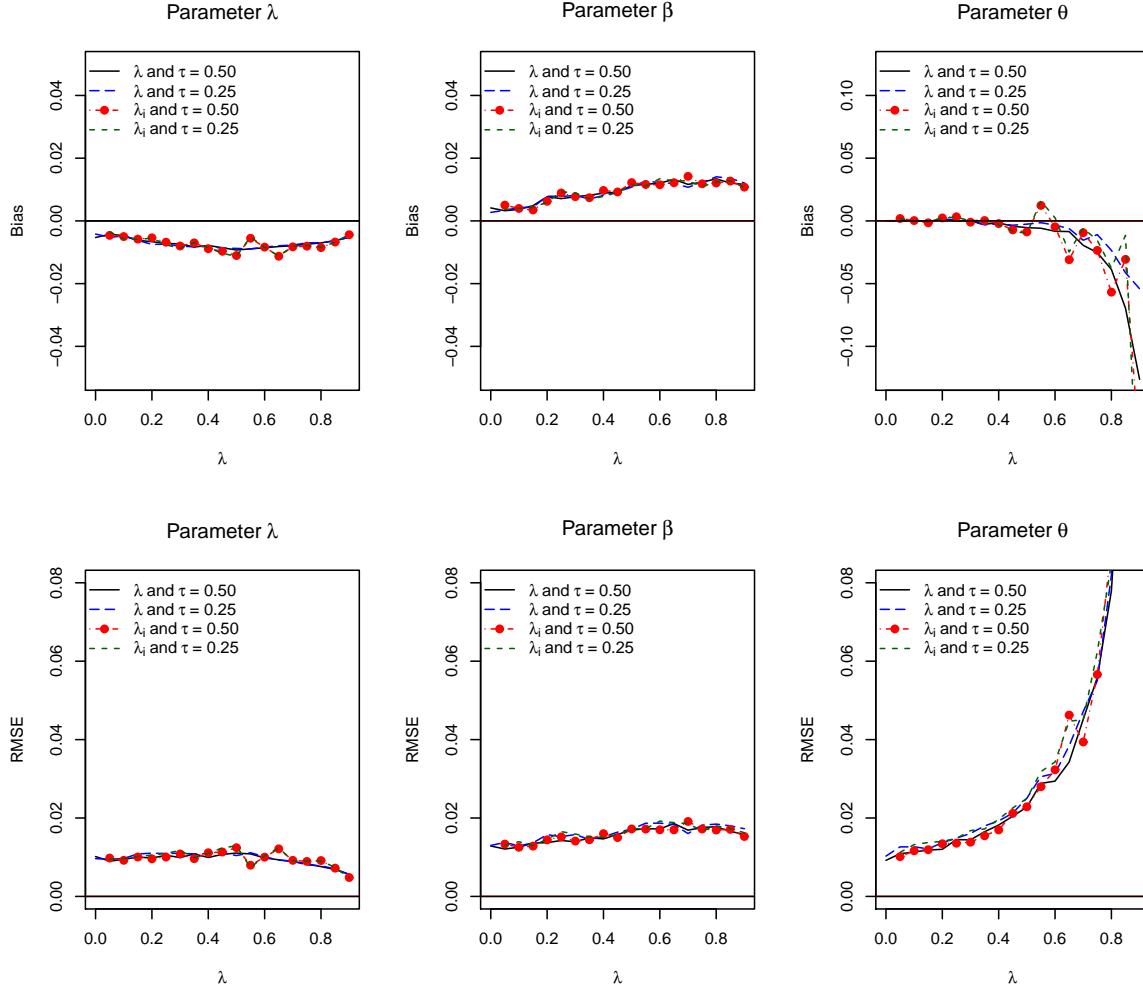 Parameter λ
Parameter β
Parameter θ
λ and τ = 0.50
λ and τ = 0.25
λi and τ = 0.50
λi and τ = 0.25
Bias
0.04
0.02
0.00
−0.02
−0.04
0.0 0.2 0.4 0.6 0.8
λ
λ and τ = 0.50
λ and τ = 0.25
λi and τ = 0.50
λi and τ = 0.25
Bias
0.04
0.02
0.00
−0.02
−0.04
0.0 0.2 0.4 0.6 0.8
λ
λ and τ = 0.50
λ and τ = 0.25
λi and τ = 0.50
λi and τ = 0.25
Bias
0.10
0.05
0.00
−0.05
−0.10
0.0 0.2 0.4 0.6 0.8
λ
Parameter λ
Parameter β
Parameter θ
λ and τ = 0.50
λ and τ = 0.25
λi and τ = 0.50
λi and τ = 0.25
RMSE
0.08
0.06
0.04
0.02
0.00
0.0 0.2 0.4 0.6 0.8
λ
λ and τ = 0.50
λ and τ = 0.25
λi and τ = 0.50
λi and τ = 0.25
RMSE
0.08
0.06
0.04
0.02
0.00
0.0 0.2 0.4 0.6 0.8
λ
λ and τ = 0.50
λ and τ = 0.25
λi and τ = 0.50
λi and τ = 0.25
RMSE
0.08
0.06
0.04
0.02
0.00
0.0 0.2 0.4 0.6 0.8
λ